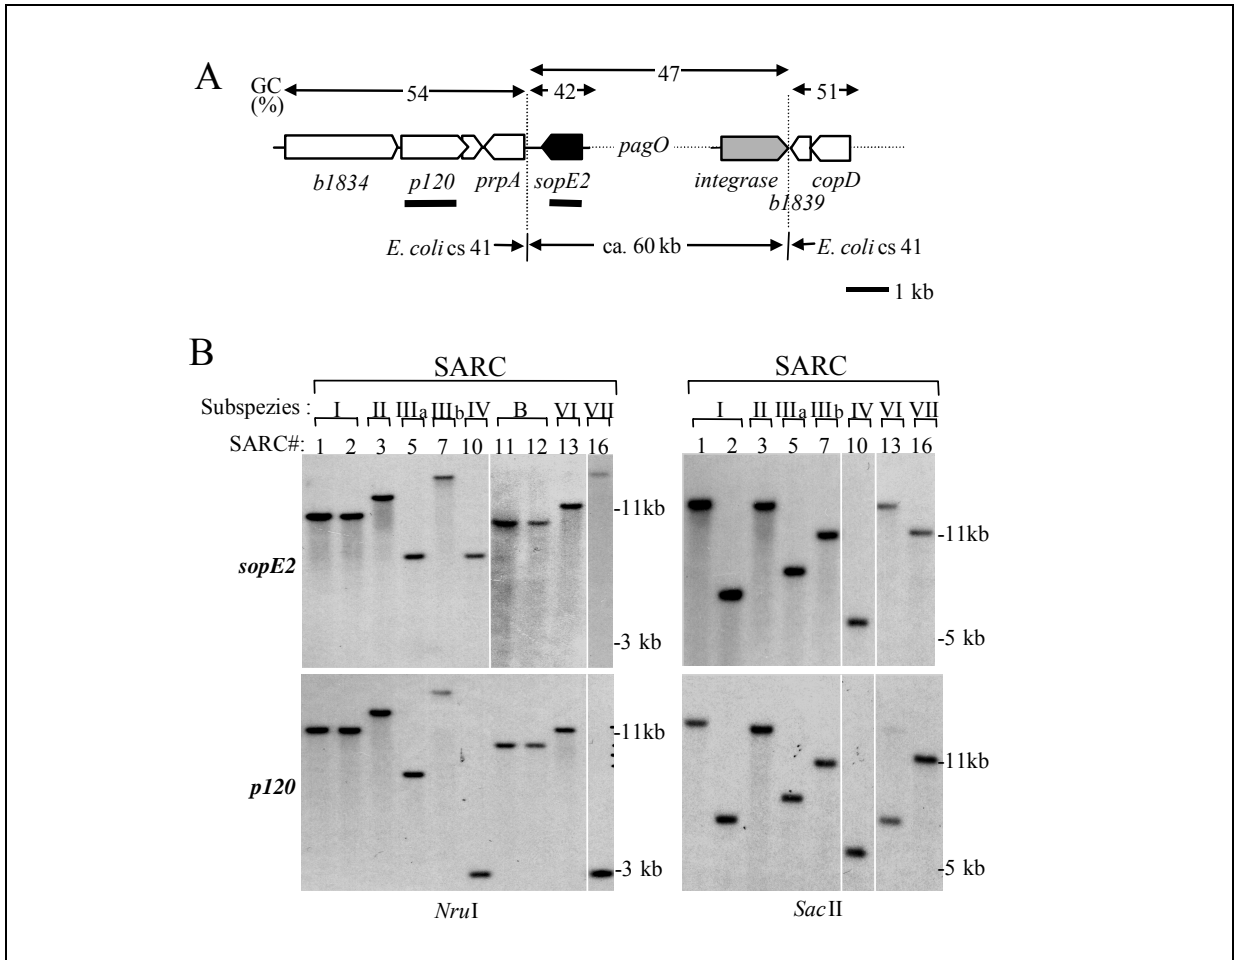 A
GC
(%)
54
47
42
51
pagO
b1834
p120
prpA
sopE2
integrase
b1839
copD
E. coli cs 41
ca. 60 kb
E. coli cs 41
1 kb
B
SARC
SARC
Subspezies :
I II IIIa IIIb IV B VI VII
I II IIIa IIIb IV VI VII
SARC#:
1 2 3 5 7 10 11 12 13 16
1 2 3 5 7 10 13 16
sopE2
-11kb
-3 kb
-11kb
-5 kb
p120
-11kb
-3 kb
-11kb
-5 kb
NruI
SacII